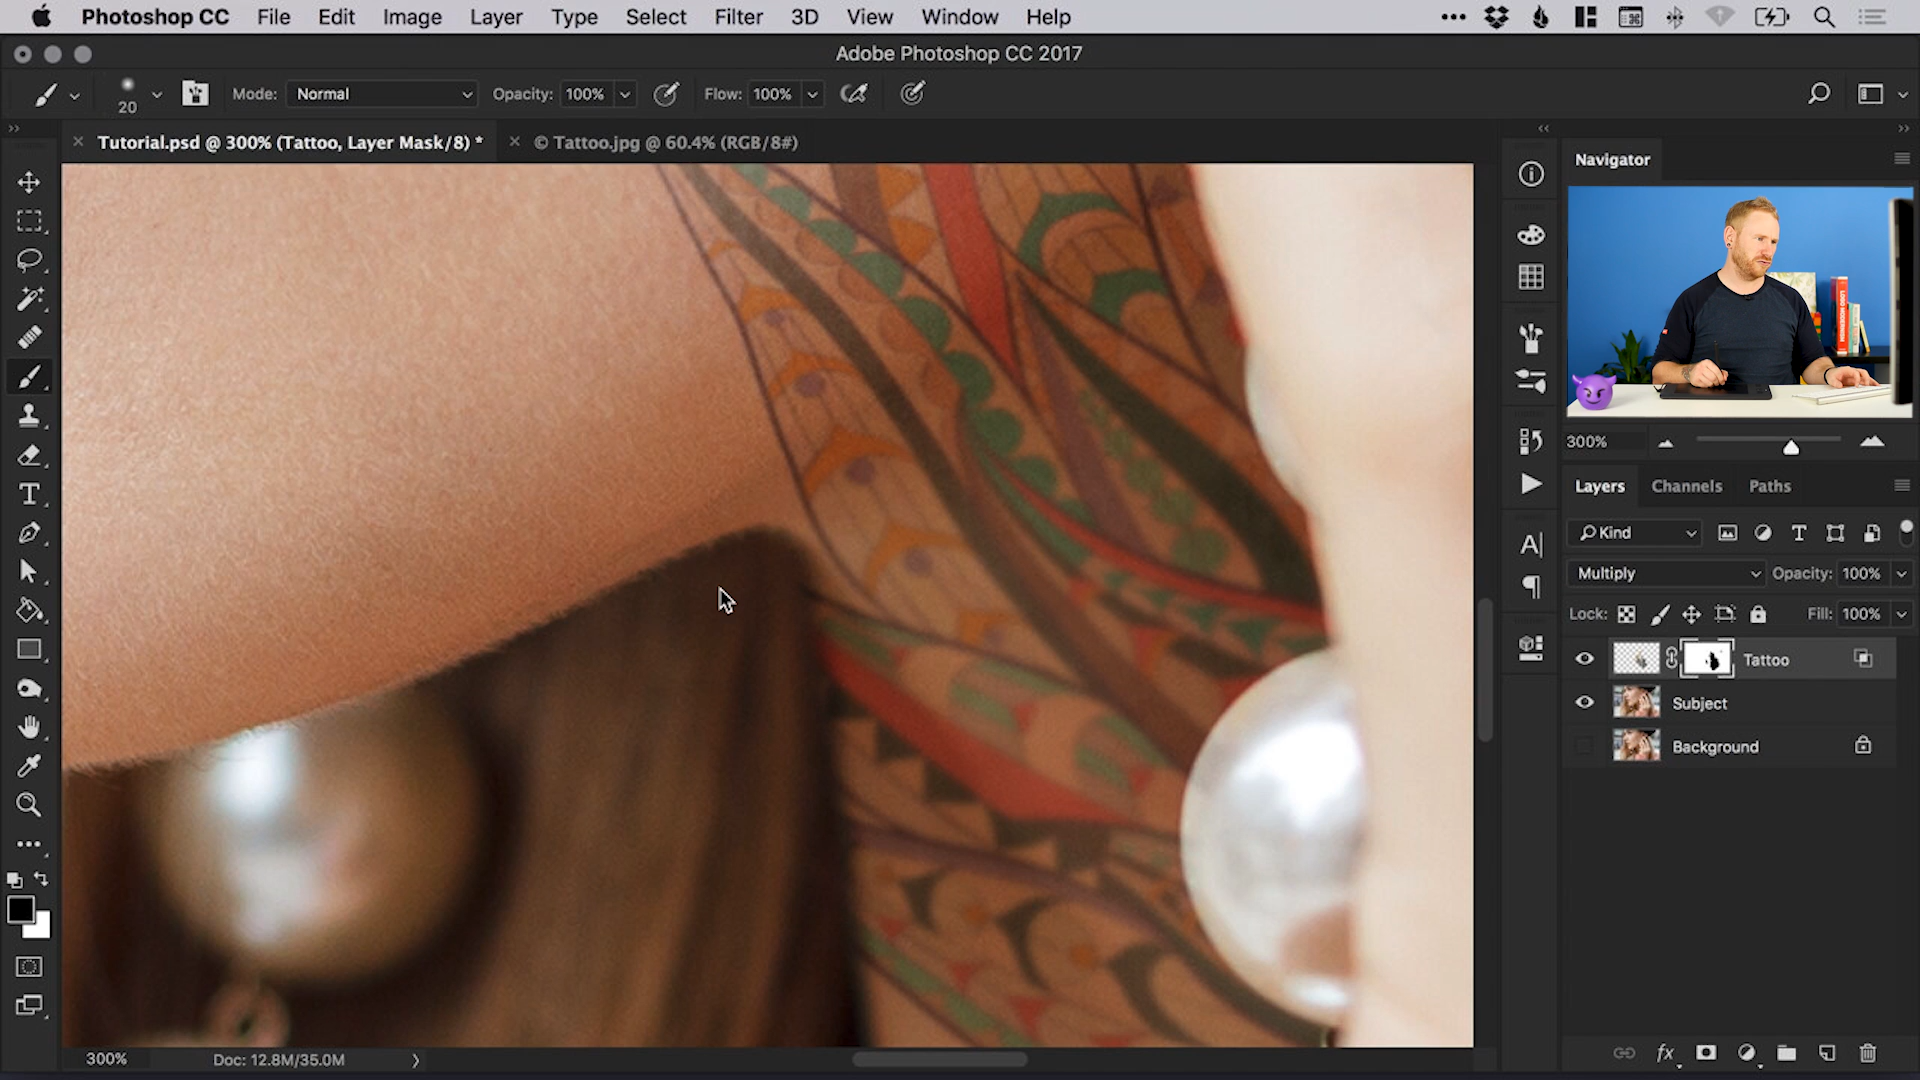 Photoshop CC File Edit Image Layer Type Select Filter 3D View Window Help
Adobe Photoshop CC 2017
20 Mode: Normal Opacity: 100% Flow: 100%
Tutorial.psd @ 300% (Tattoo, Layer Mask/8) * © Tattoo.jpg @ 60.4% (RGB/8#)
Navigator
300%
Layers Channels Paths
Kind
Multiply Opacity: 100%
Lock: Fill: 100%
Tattoo
Subject
Background
300% Doc: 12.8M/35.0M